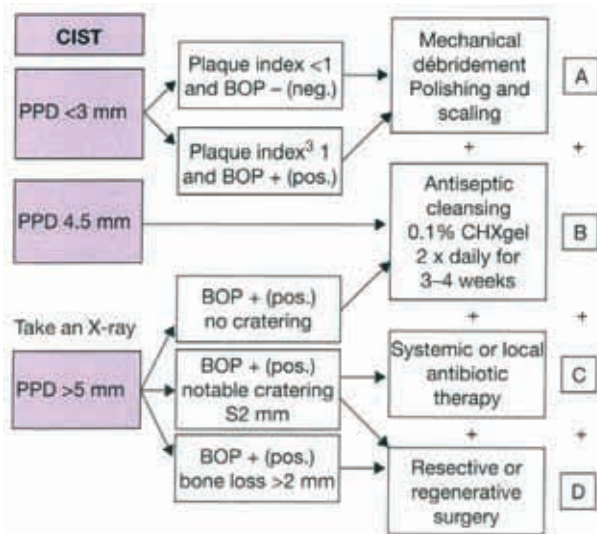 CIST
PPD <3 mm
Plaque index <1
and BOP – (neg.)
Plaque index³ 1
and BOP + (pos.)
Mechanical
débridement
Polishing and
scaling
A
+ +
PPD 4.5 mm
Antiseptic
cleansing
0.1% CHXgel
2 x daily for
3–4 weeks
B
+ +
Take an X-ray
PPD >5 mm
BOP + (pos.)
no cratering
BOP + (pos.)
notable cratering
S2 mm
BOP + (pos.)
bone loss >2 mm
Systemic or local
antibiotic
therapy
C
+ +
Resective or
regenerative
surgery
D